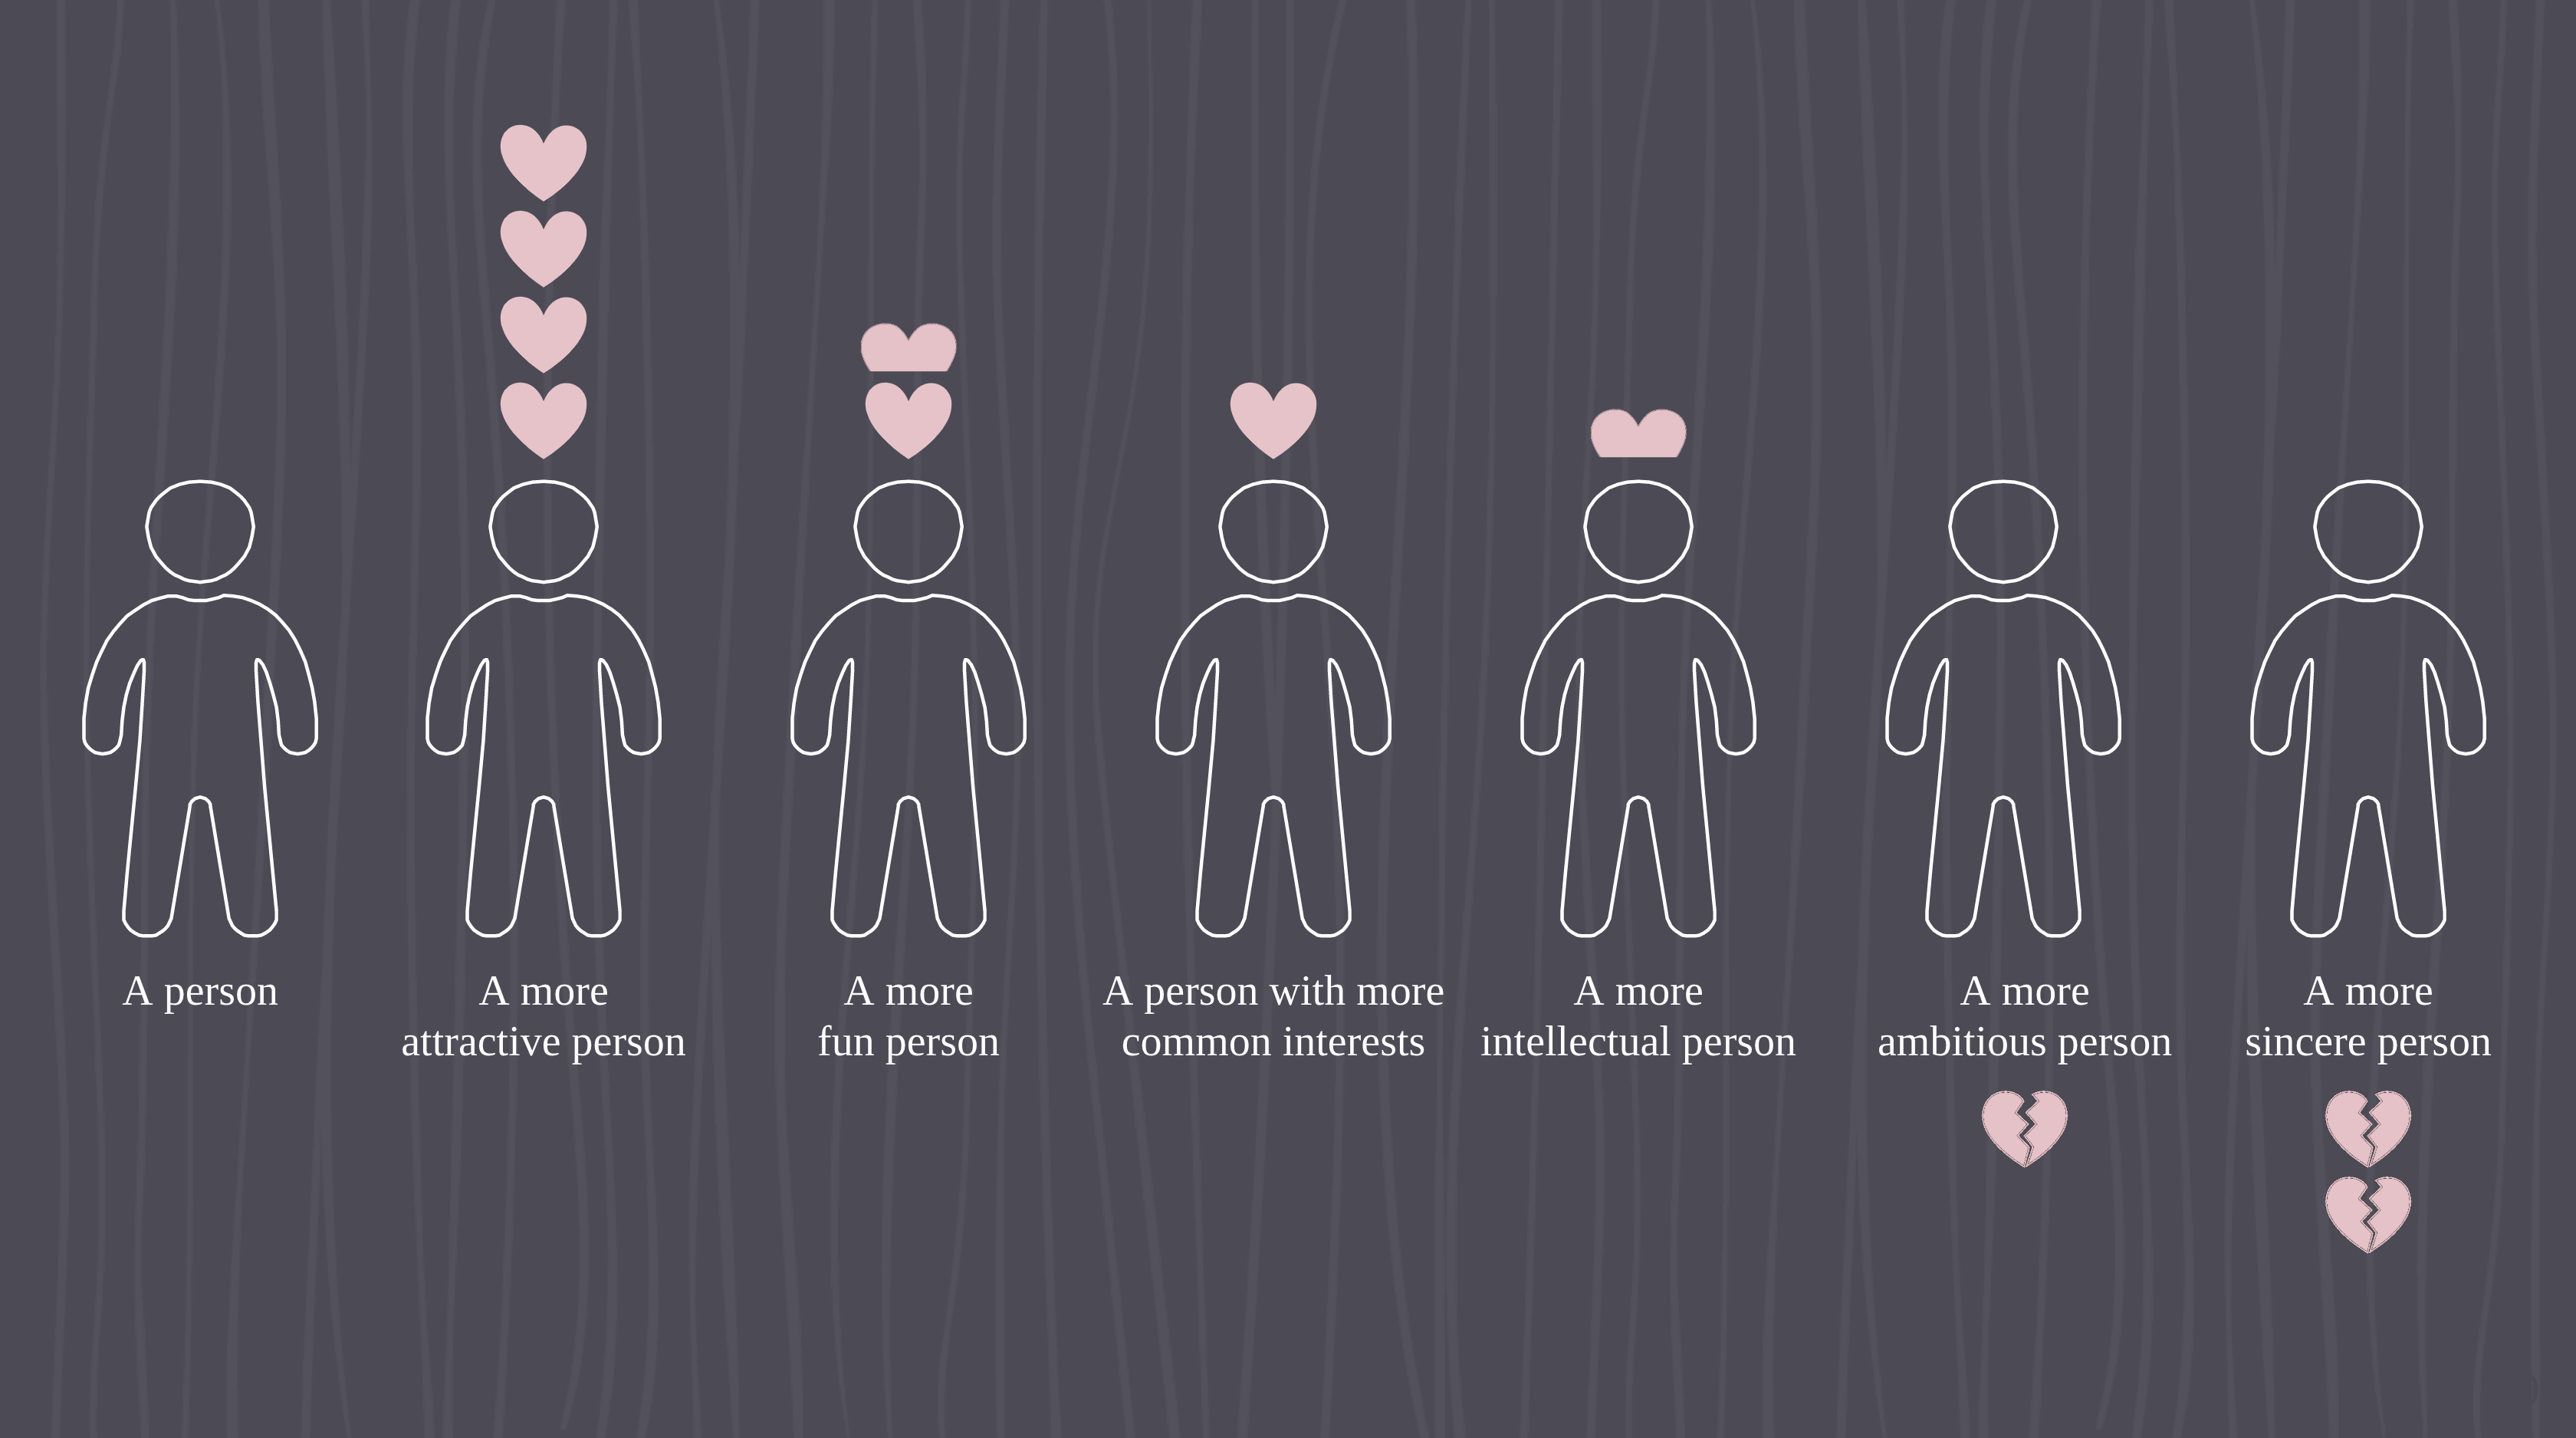 A person
A more
attractive person
A more
fun person
A person with more
common interests
A more
intellectual person
A more
ambitious person
A more
sincere person